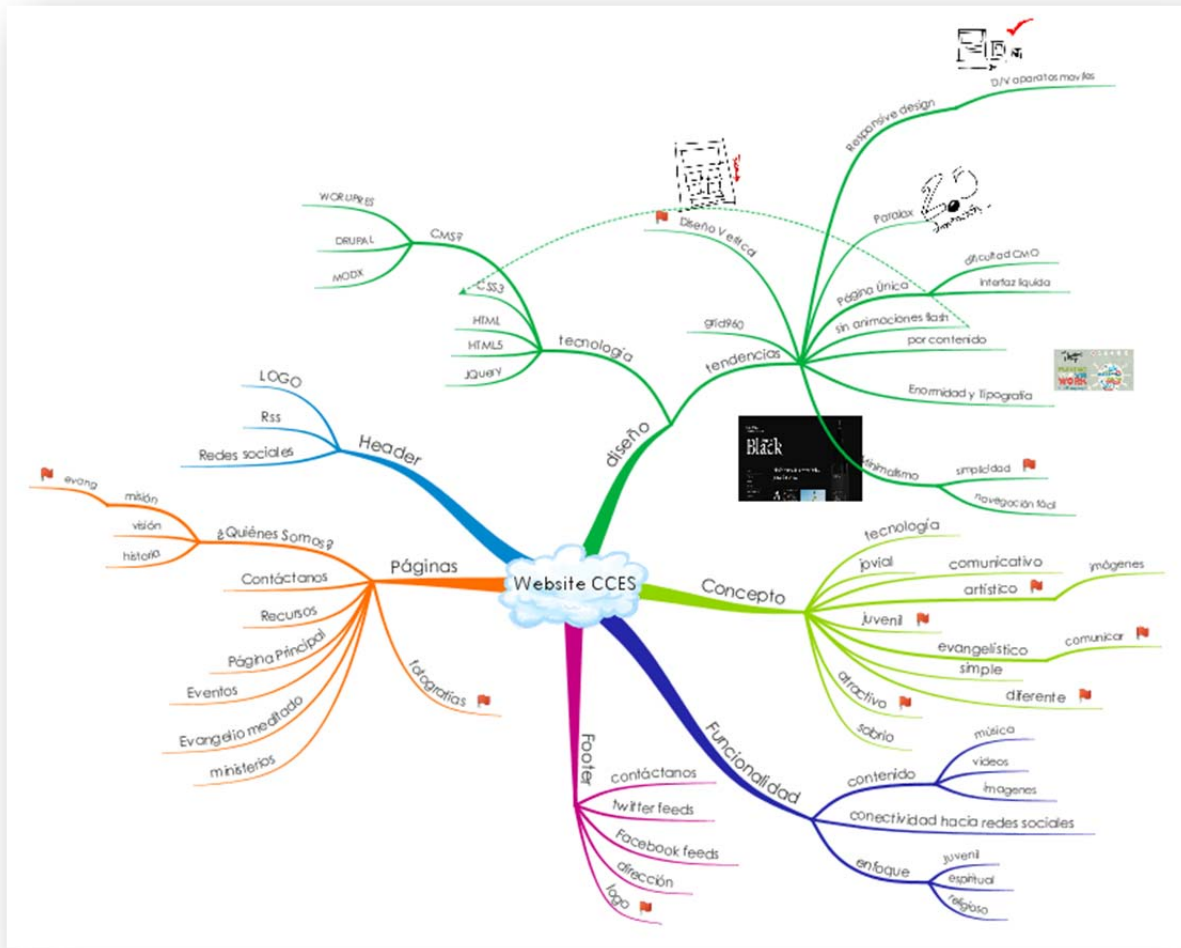 Website CCES
diseño
tecnología
CMS?
DRUPAL
MODX
CSS3
HTML
HTML5
JQuery
tendencias
grid960
Diseño Vertical
Responsive design
D/V aparatos moviles
Paralax
Página Única
dificultad CMO
interfaz liquida
sin animaciones flash
por contenido
Enormidad y Tipografía
Minimalismo
simplicidad
navegación fácil
Black
Header
LOGO
Rss
Redes sociales
Páginas
¿Quiénes Somos?
misión
evang
visión
historia
Contáctanos
Recursos
Página Principal
Eventos
Evangelio meditado
ministerios
fotografías
Concepto
tecnología
jovial
comunicativo
artístico
imágenes
juvenil
evangelístico
comunicar
simple
diferente
atractivo
sobrio
Funcionalidad
contenido
música
videos
imagenes
conectividad hacia redes sociales
enfoque
juvenil
espiritual
religioso
Footer
contáctanos
twitter feeds
Facebook feeds
dirección
logo